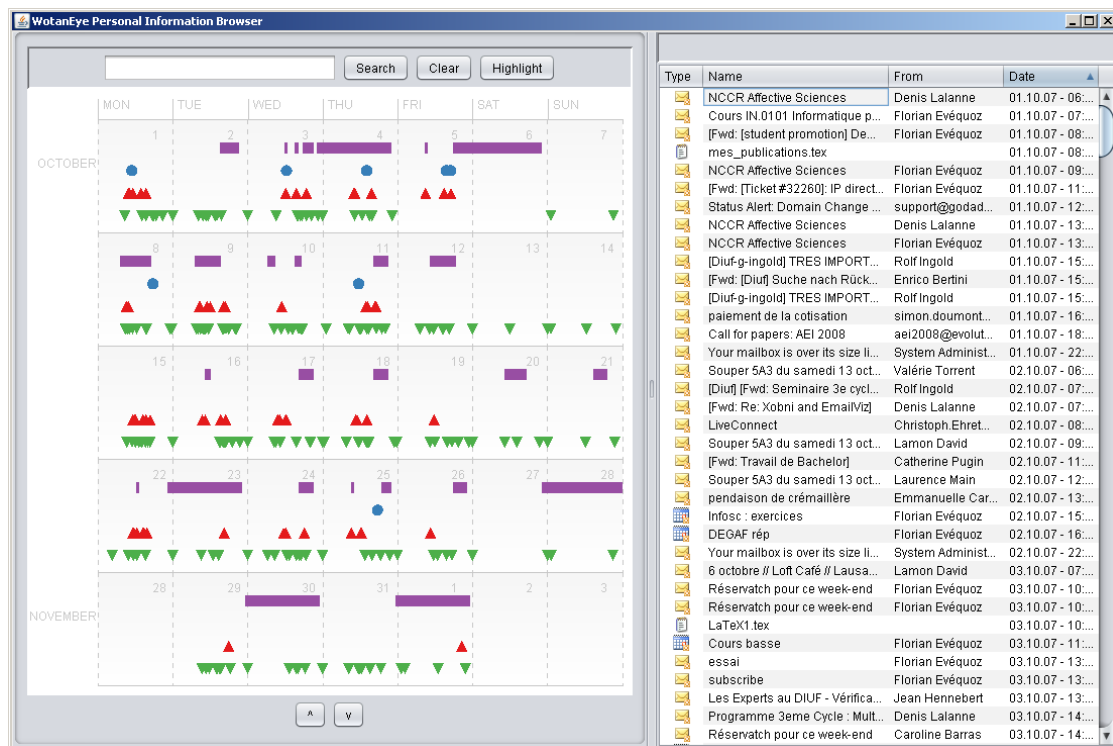 WotanEye Personal Information Browser
Search Clear Highlight
MON TUE WED THU FRI SAT SUN
OCTOBER
1 2 3 4 5 6 7
8 9 10 11 12 13 14
15 16 17 18 19 20 21
22 23 24 25 26 27 28
NOVEMBER
28 29 30 31 1 2 3
^ v
Type Name From Date
NCCR Affective Sciences Denis Lalanne 01.10.07 - 06:...
Cours IN.0101 Informatique p... Florian Evéquoz 01.10.07 - 07:...
[Fwd: [student promotion] De... Florian Evéquoz 01.10.07 - 08:...
mes_publications.tex 01.10.07 - 08:...
NCCR Affective Sciences Florian Evéquoz 01.10.07 - 09:...
[Fwd: [Ticket #32260]: IP direct... Florian Evéquoz 01.10.07 - 11:...
Status Alert: Domain Change ... support@godad... 01.10.07 - 12:...
NCCR Affective Sciences Denis Lalanne 01.10.07 - 13:...
NCCR Affective Sciences Florian Evéquoz 01.10.07 - 13:...
[Diuf-g-ingold] TRES IMPORT... Rolf Ingold 01.10.07 - 15:...
[Fwd: [Diuf] Suche nach Rück... Enrico Bertini 01.10.07 - 15:...
[Diuf-g-ingold] TRES IMPORT... Rolf Ingold 01.10.07 - 15:...
paiement de la cotisation simon.doumont... 01.10.07 - 16:...
Call for papers: AEI 2008 aei2008@evolut... 01.10.07 - 18:...
Your mailbox is over its size li... System Administ... 01.10.07 - 22:...
Souper 5A3 du samedi 13 oct... Valérie Torrent 02.10.07 - 06:...
[Diuf] [Fwd: Seminaire 3e cycl... Rolf Ingold 02.10.07 - 07:...
[Fwd: Re: Xobni and EmailViz] Denis Lalanne 02.10.07 - 07:...
LiveConnect Christoph.Ehret... 02.10.07 - 08:...
Souper 5A3 du samedi 13 oct... Lamon David 02.10.07 - 09:...
[Fwd: Travail de Bachelor] Catherine Pugin 02.10.07 - 11:...
Souper 5A3 du samedi 13 oct... Laurence Main 02.10.07 - 12:...
pendaison de crémaillère Emmanuelle Car... 02.10.07 - 13:...
Infosc : exercices Florian Evéquoz 02.10.07 - 15:...
DEGAF rép Florian Evéquoz 02.10.07 - 16:...
Your mailbox is over its size li... System Administ... 02.10.07 - 22:...
6 octobre // Loft Café // Lausa... Lamon David 03.10.07 - 07:...
Réservatch pour ce week-end Florian Evéquoz 03.10.07 - 10:...
Réservatch pour ce week-end Florian Evéquoz 03.10.07 - 10:...
LaTeX1.tex 03.10.07 - 10:...
Cours basse Florian Evéquoz 03.10.07 - 11:...
essai Florian Evéquoz 03.10.07 - 13:...
subscribe Florian Evéquoz 03.10.07 - 13:...
Les Experts au DIUF - Vérifica... Jean Hennebert 03.10.07 - 13:...
Programme 3eme Cycle : Mult... Denis Lalanne 03.10.07 - 14:...
Réservatch pour ce week-end Caroline Barras 03.10.07 - 14:...